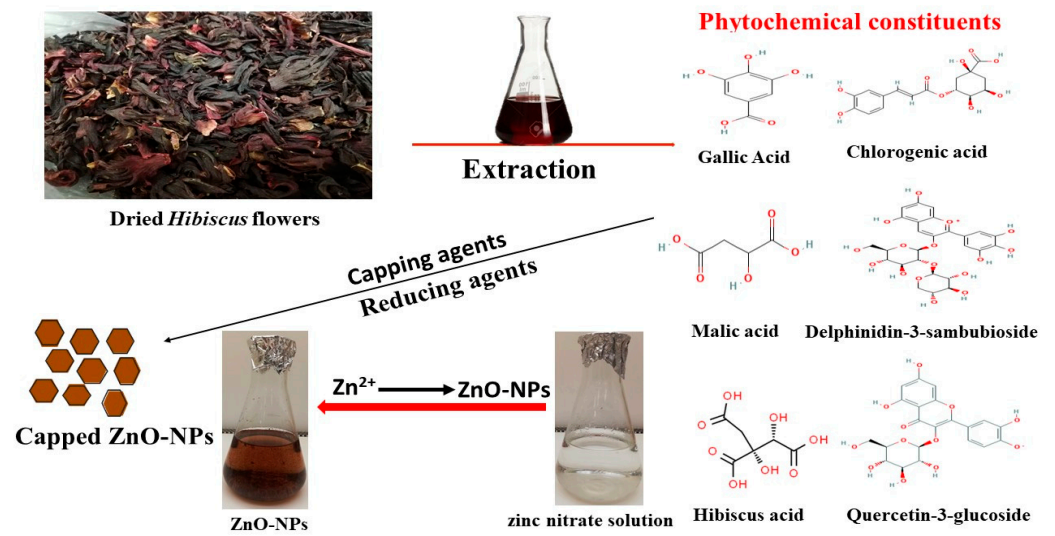 Phytochemical constituents
Extraction
Gallic Acid
Chlorogenic acid
Dried Hibiscus flowers
Capping agents
Reducing agents
Malic acid
Delphinidin-3-sambubioside
Zn²⁺ ZnO-NPs
Capped ZnO-NPs
ZnO-NPs
zinc nitrate solution
Hibiscus acid
Quercetin-3-glucoside